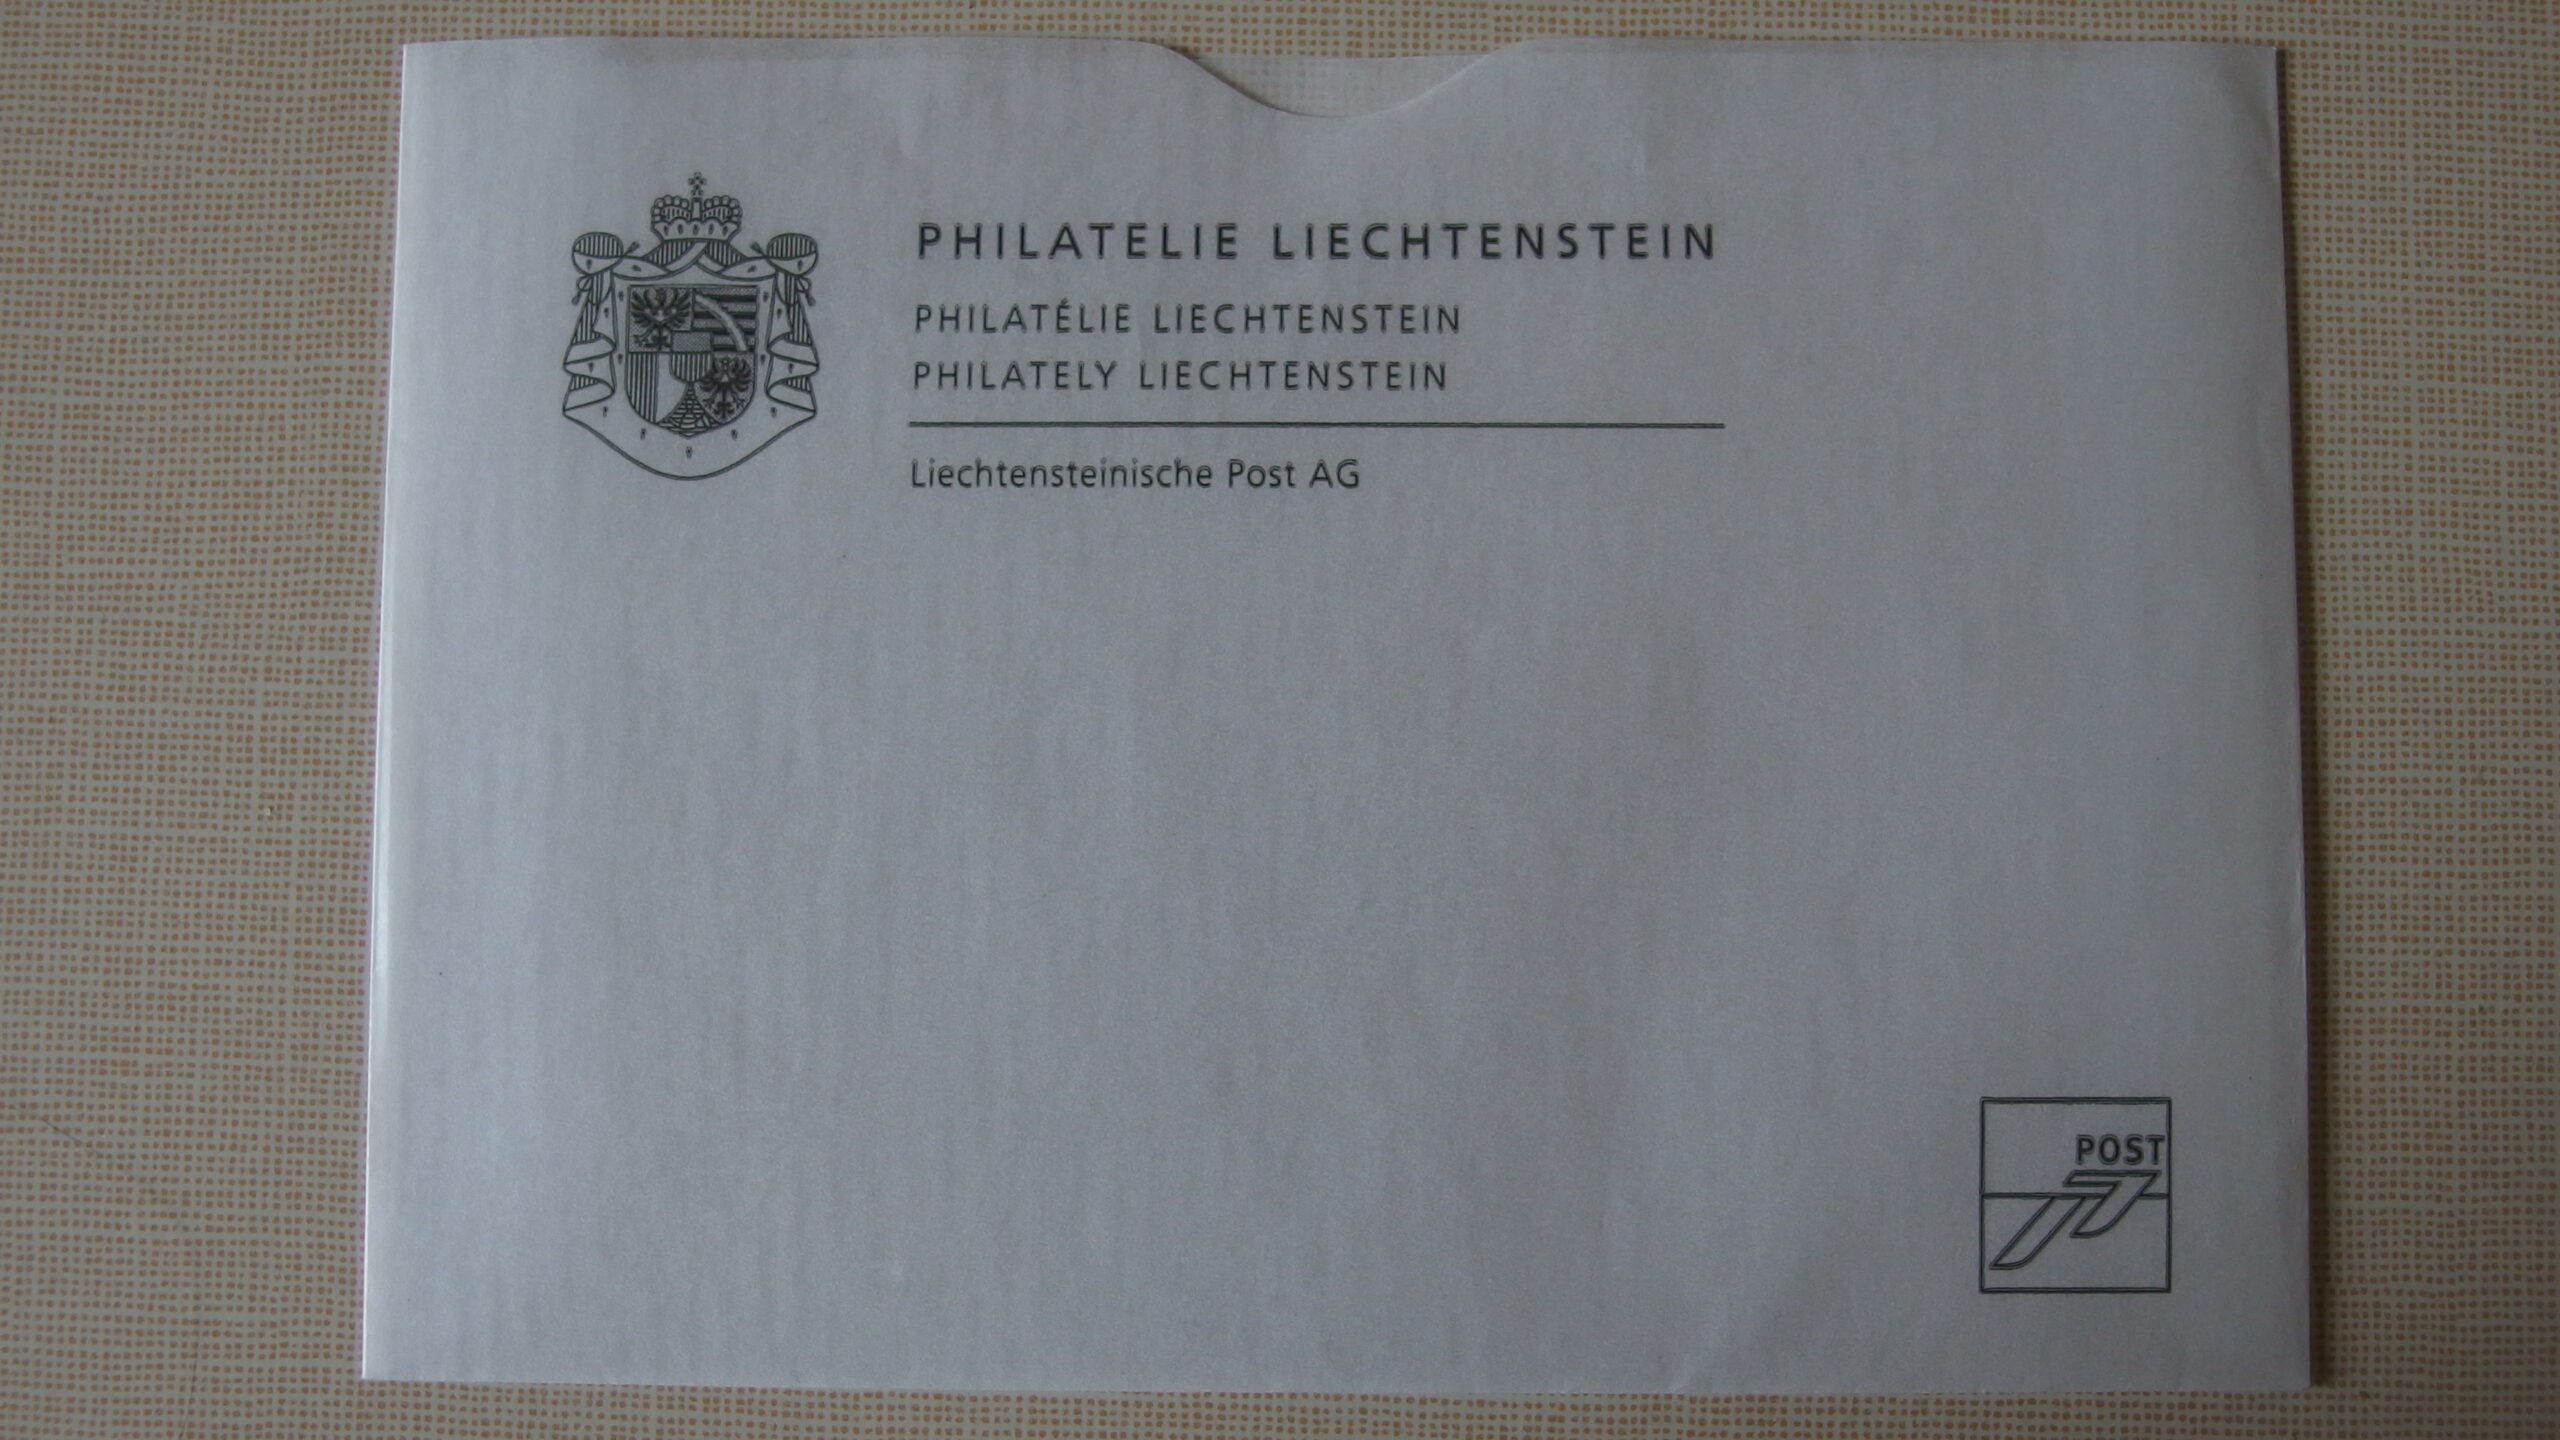 PHILATELIE LIECHTENSTEIN
PHILATÉLIE LIECHTENSTEIN
PHILATELY LIECHTENSTEIN
Liechtensteinische Post AG
POST